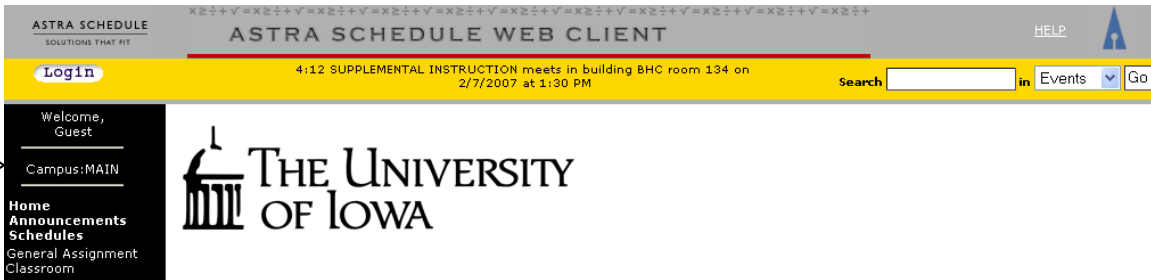 ASTRA SCHEDULE
SOLUTIONS THAT FIT
x≥÷++√=x≥÷++√=x≥÷++√=x≥÷++√=x≥÷++√=x≥÷++√=x≥÷++√=x≥÷++√=x≥÷++√=x≥÷+
ASTRA SCHEDULE WEB CLIENT
HELP
Login
4:12 SUPPLEMENTAL INSTRUCTION meets in building BHC room 134 on
2/7/2007 at 1:30 PM
Search in Events Go
Welcome,
Guest
Campus:MAIN
Home
Announcements
Schedules
General Assignment
Classroom
THE UNIVERSITY
OF IOWA